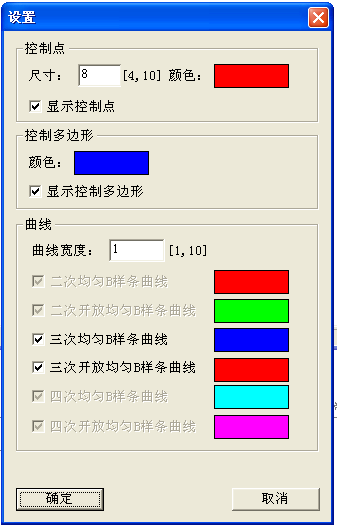 设置
控制点
尺寸: 8 [4,10] 颜色:
显示控制点
控制多边形
颜色:
显示控制多边形
曲线
曲线宽度: 1 [1,10]
二次均匀B样条曲线
二次开放均匀B样条曲线
三次均匀B样条曲线
三次开放均匀B样条曲线
四次均匀B样条曲线
四次开放均匀B样条曲线
确定 取消